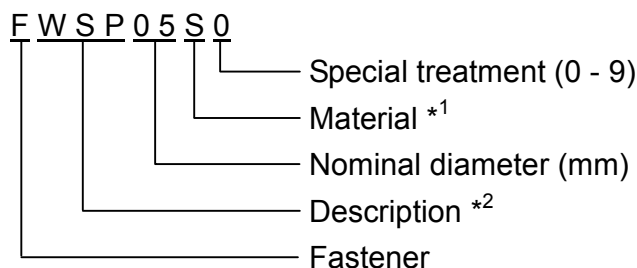 F W S P 0 5 S 0
Special treatment (0 - 9)
Material *1
Nominal diameter (mm)
Description *2
Fastener